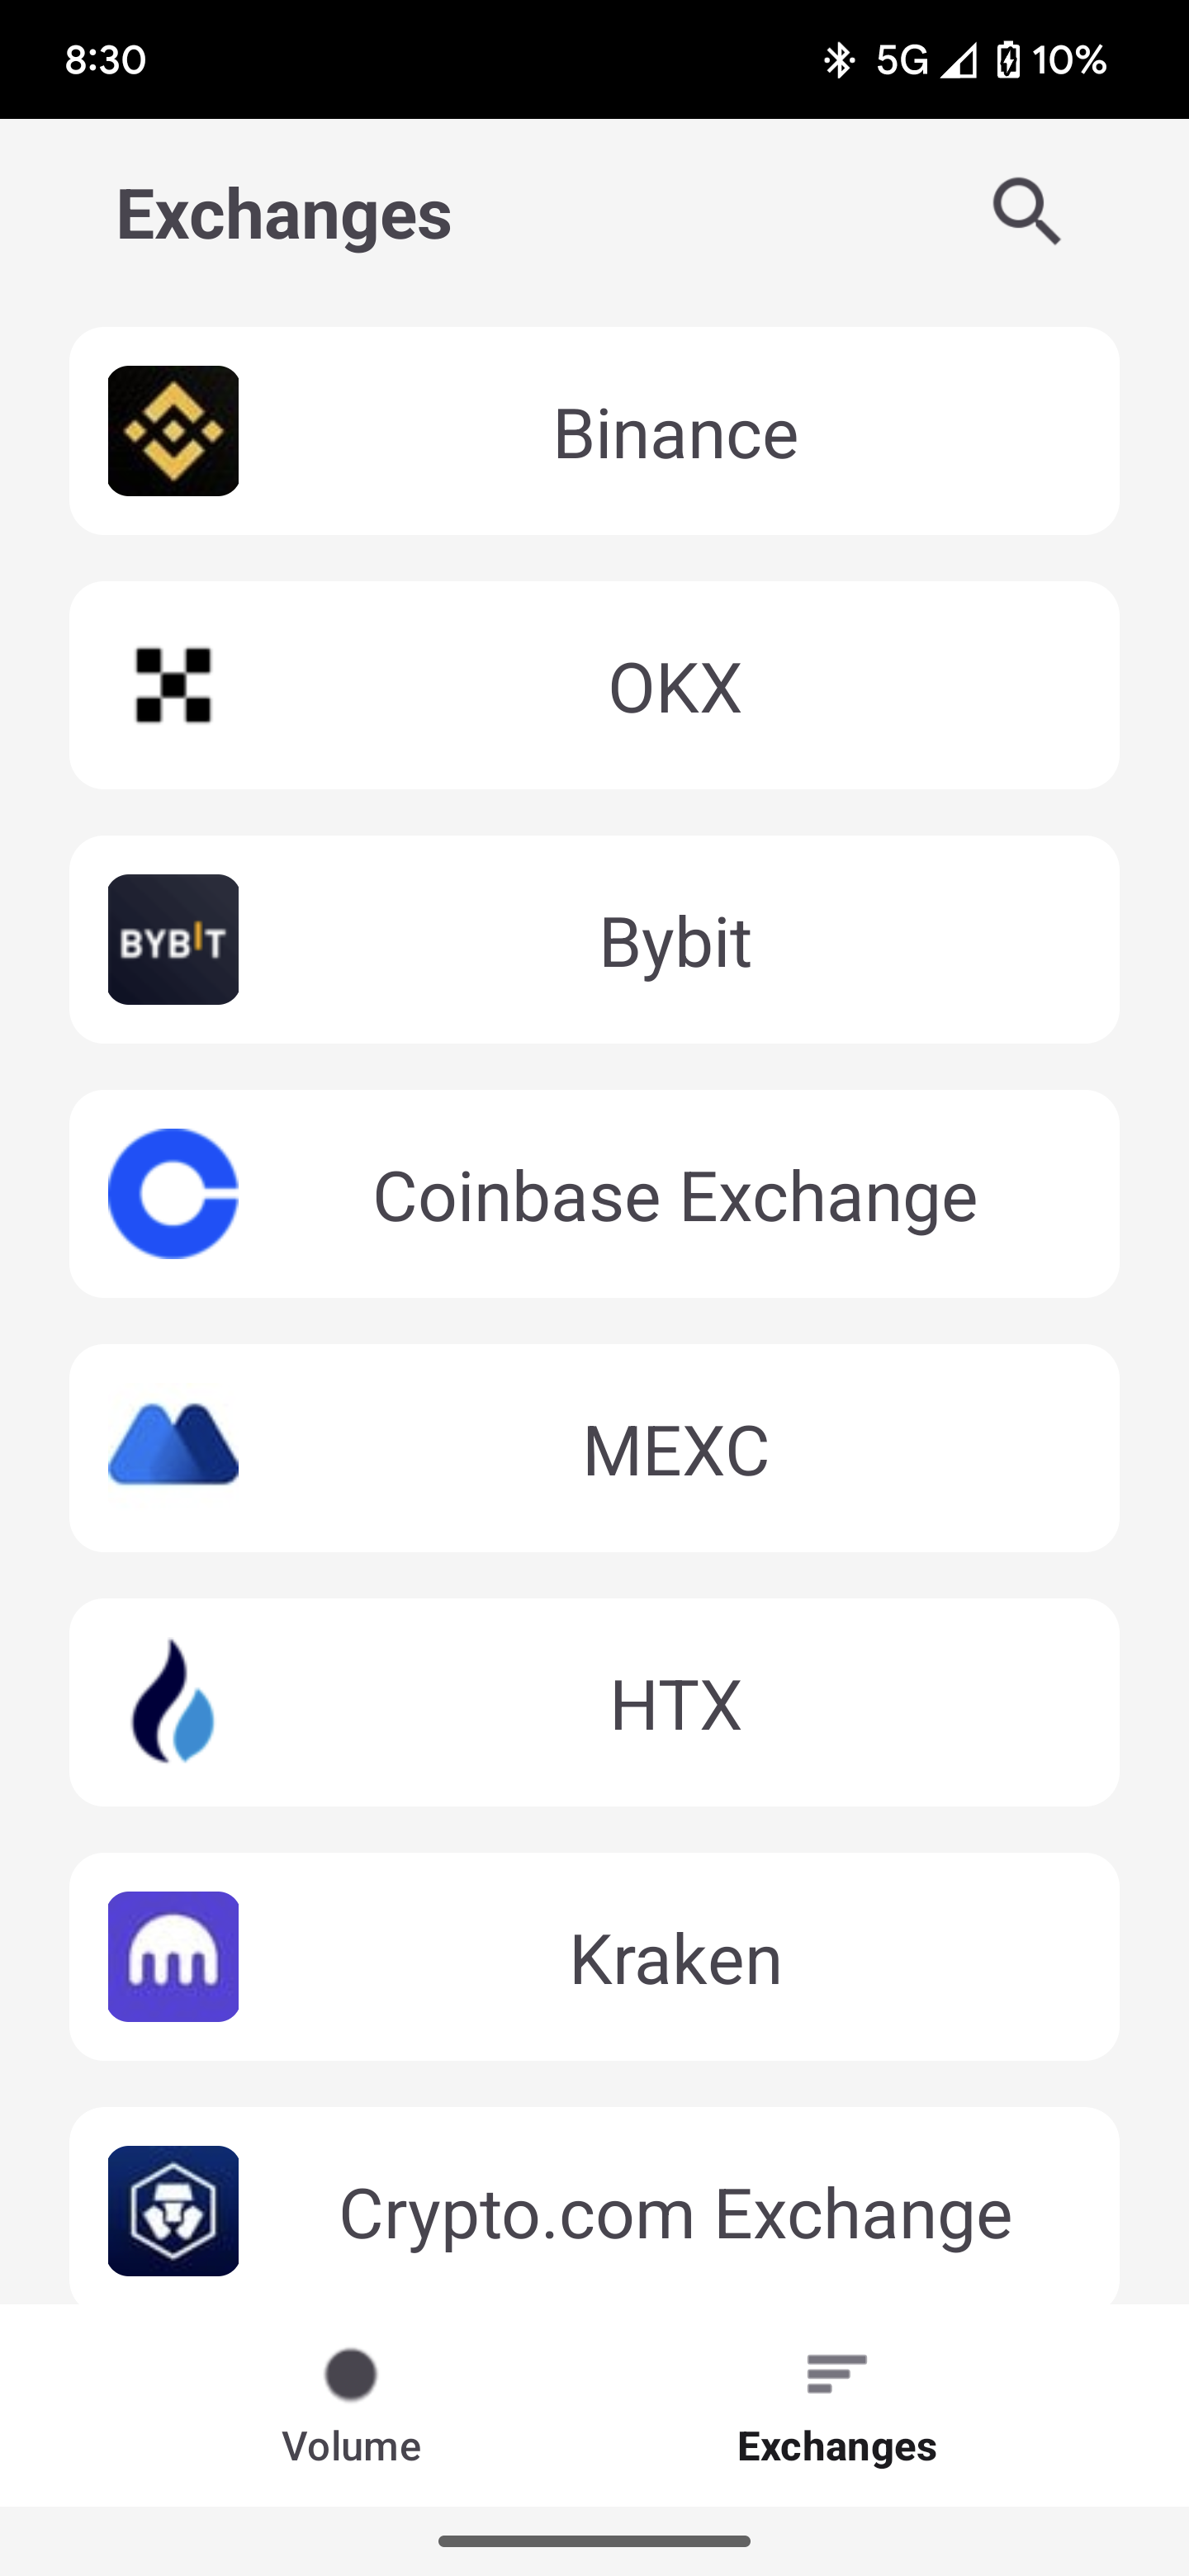 8:30 5G 10%
Exchanges
Binance
OKX
BYBIT Bybit
Coinbase Exchange
MEXC
HTX
Kraken
Crypto.com Exchange
Volume Exchanges